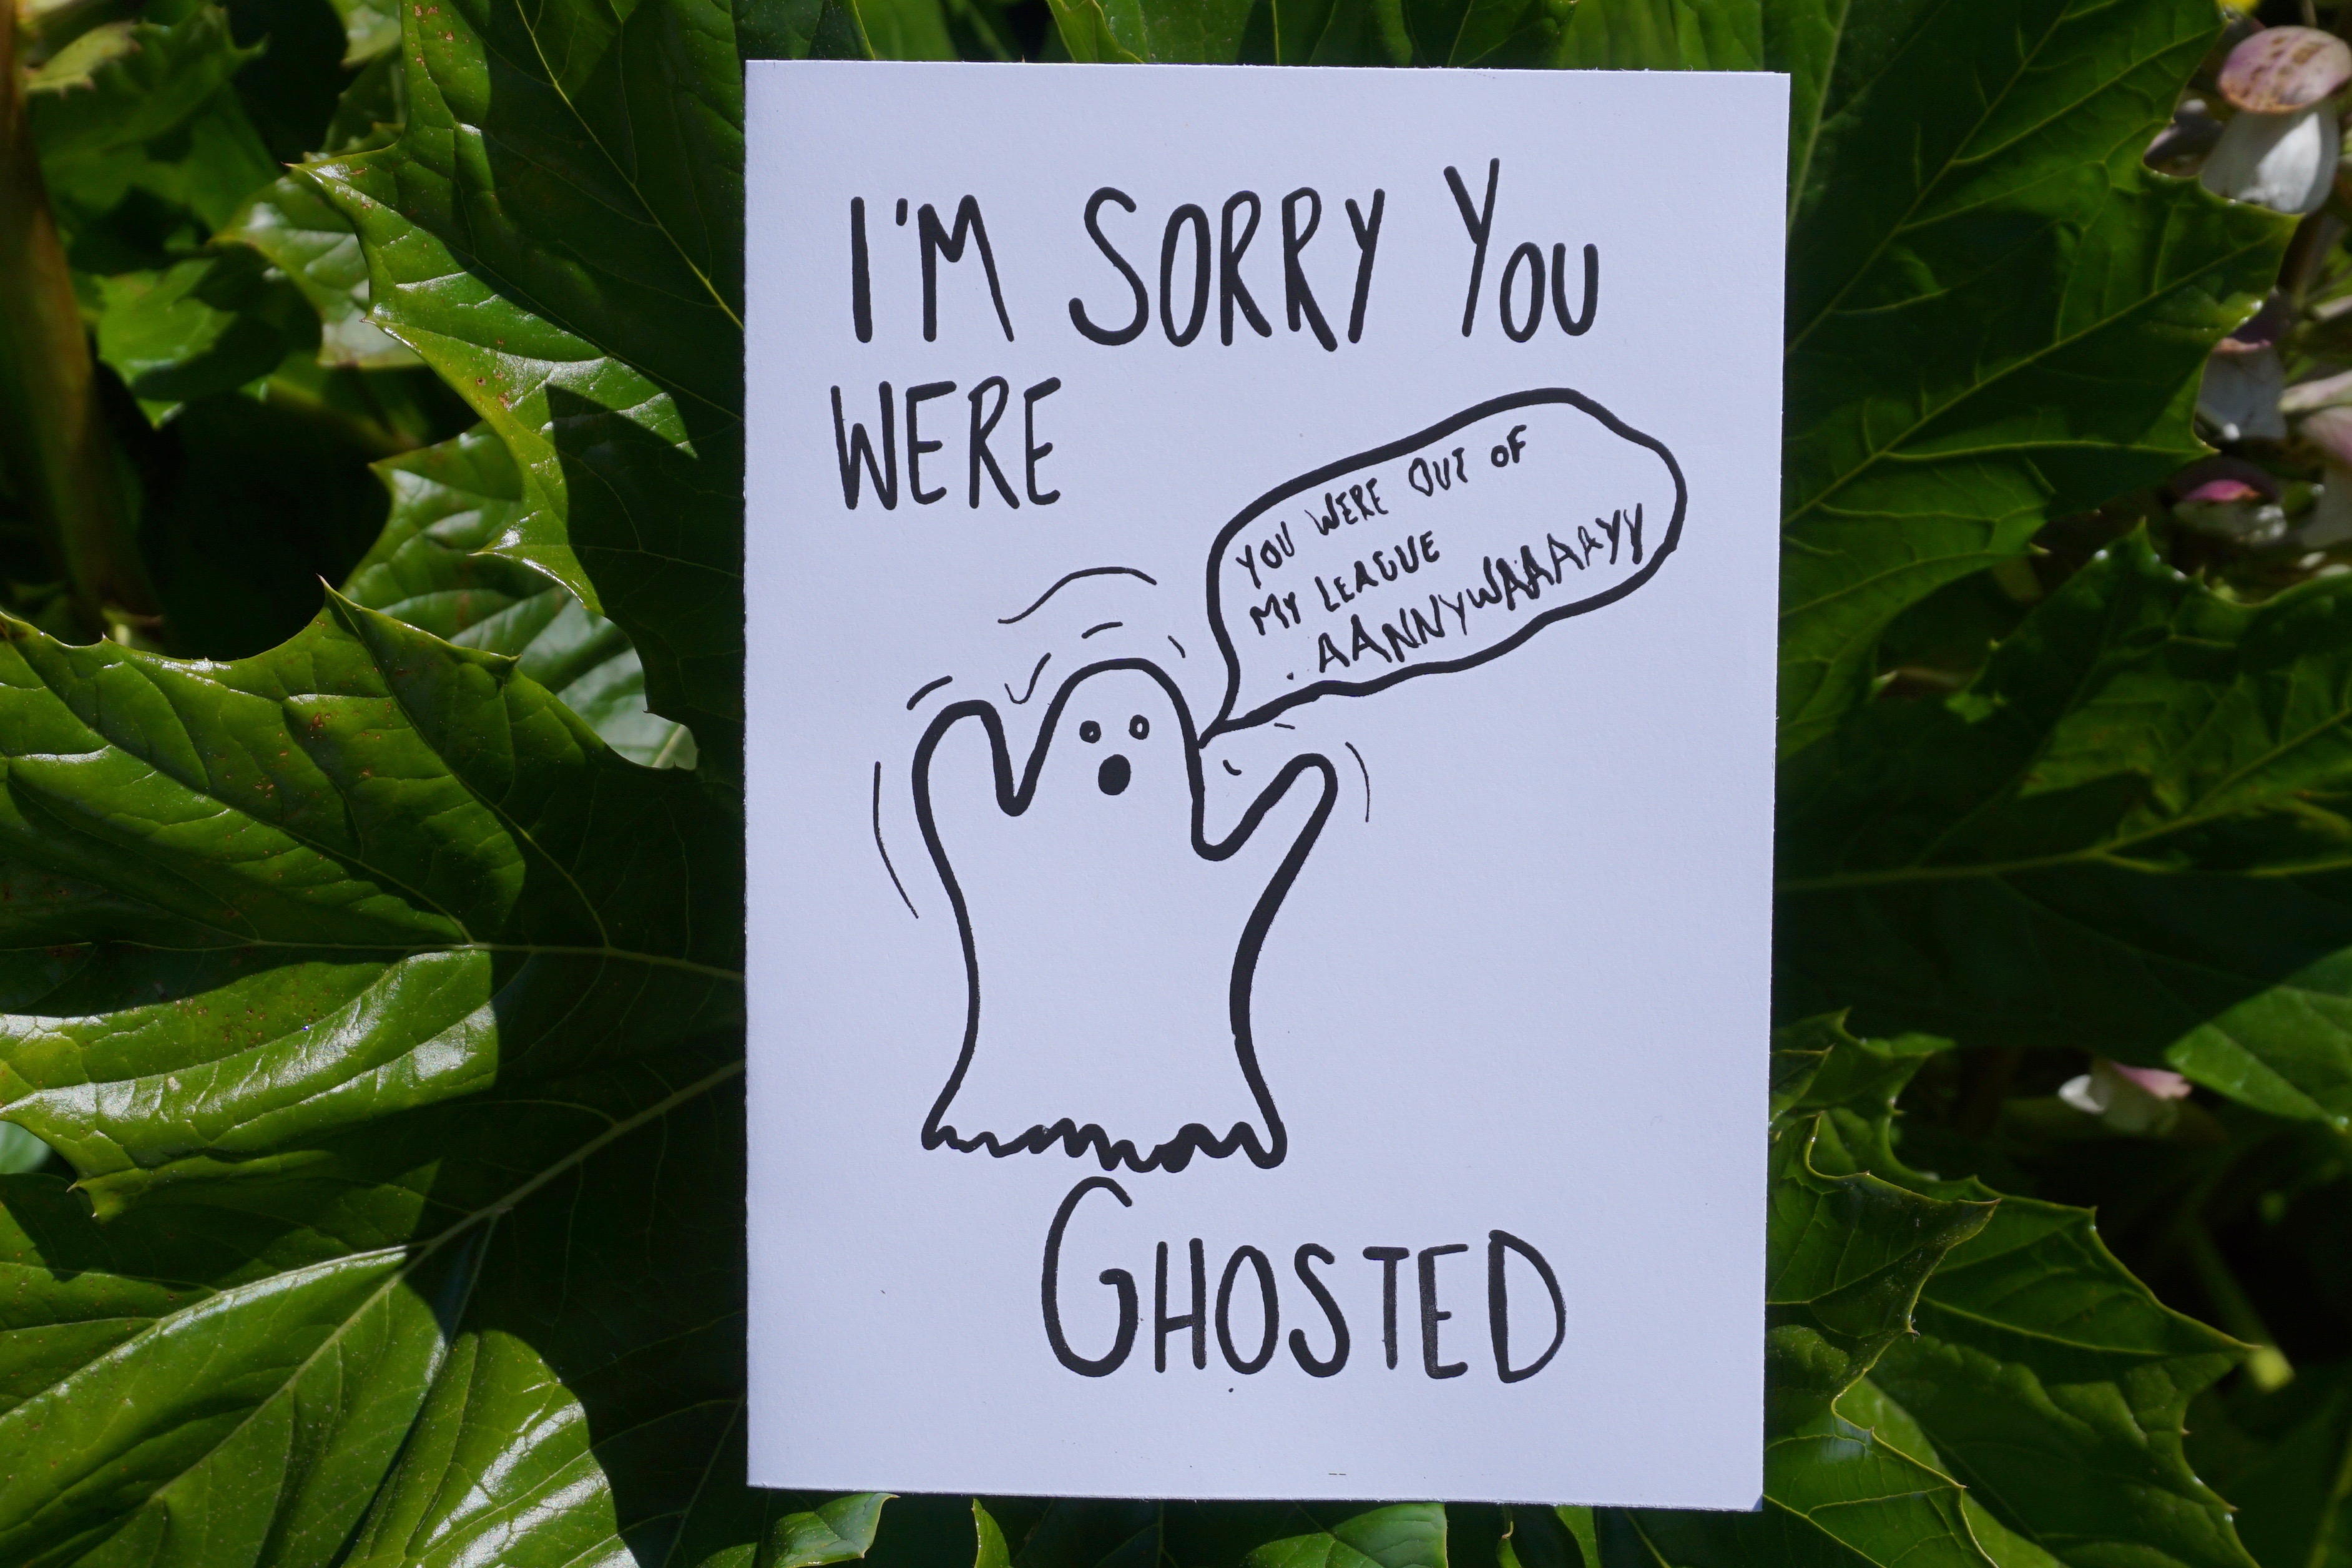 I'M SORRY YOU
WERE
YOU WERE OUT OF
MY LEAGUE
AANNYWAAAAYY
GHOSTED